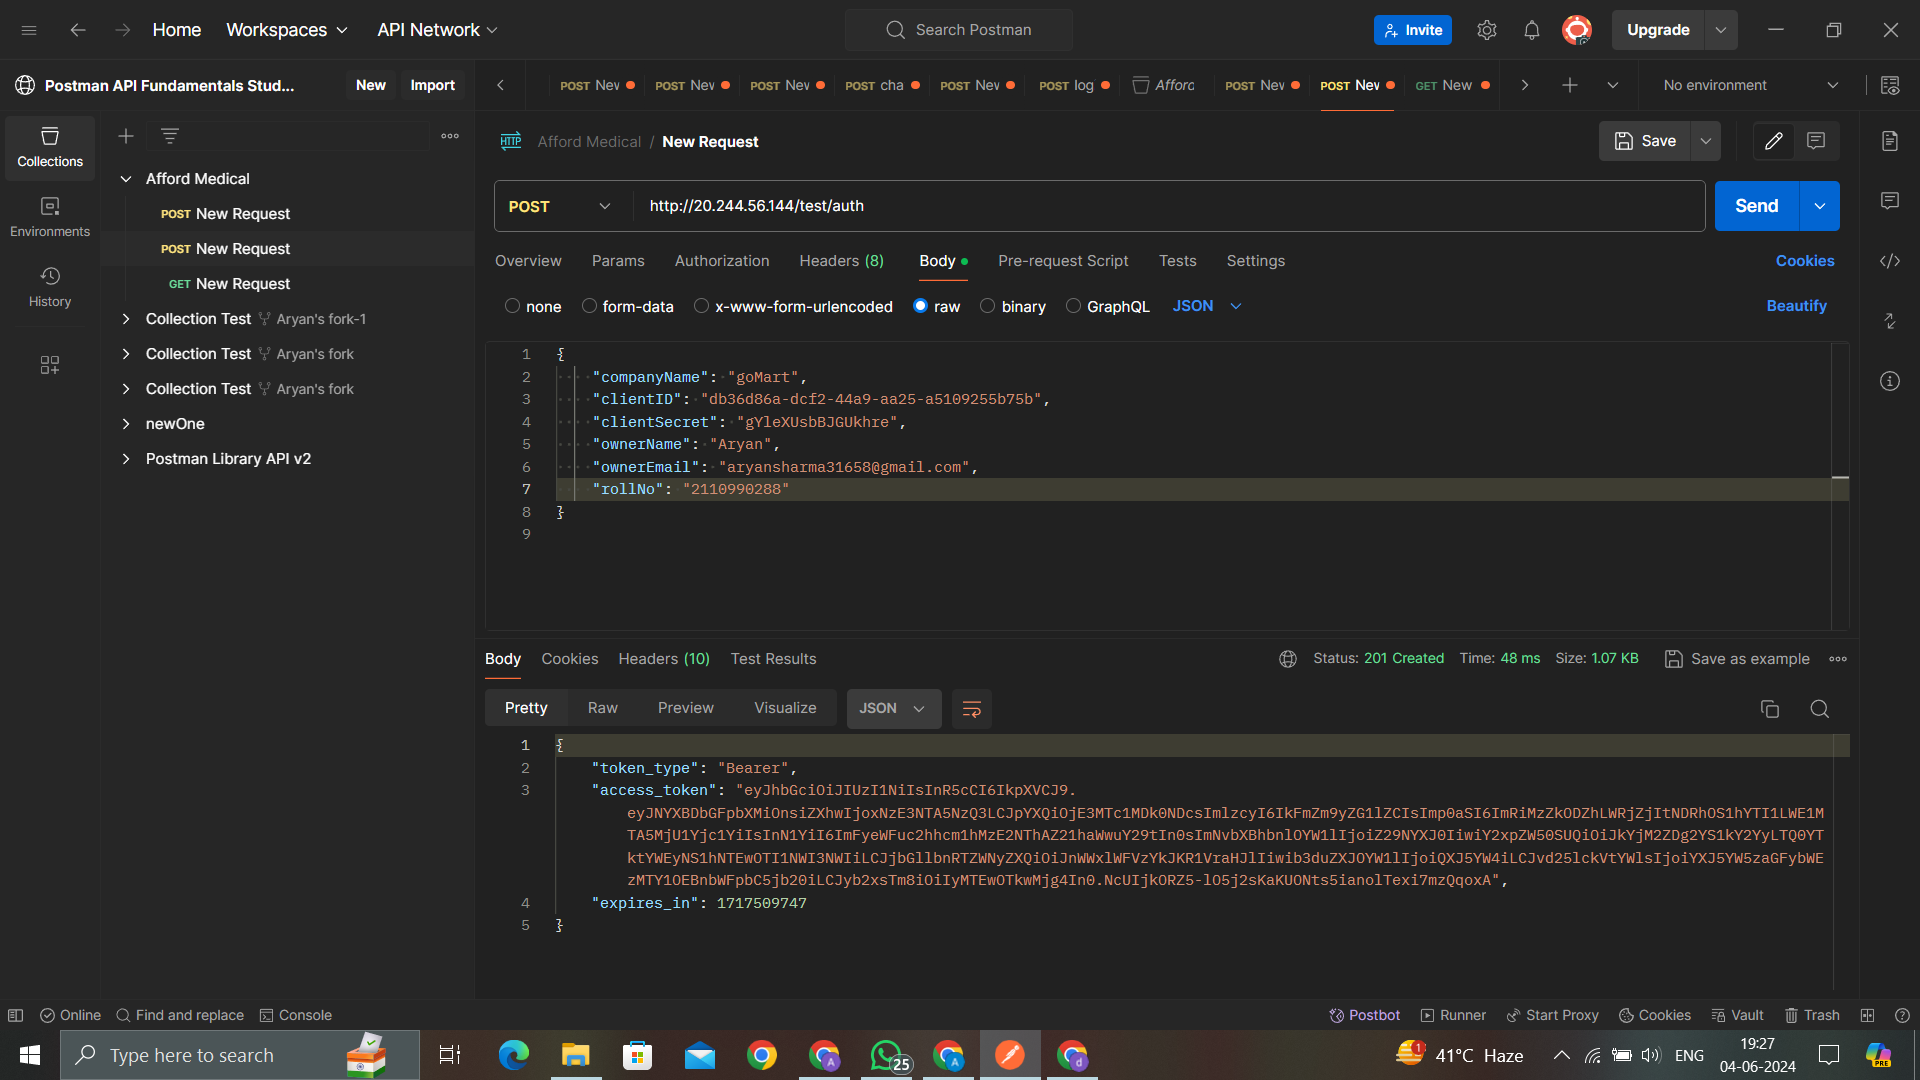 Home
Workspaces
API Network
Search Postman
Invite
Upgrade
Postman API Fundamentals Stud...
New
Import
POST Nev
POST Nev
POST Nev
POST cha
POST Nev
POST log
Afford
POST Nev
POST Nev
GET New
No environment
Collections
Environments
History
Afford Medical
POST New Request
POST New Request
GET New Request
Collection Test Aryan's fork-1
Collection Test Aryan's fork
Collection Test Aryan's fork
newOne
Postman Library API v2
HTTP Afford Medical / New Request
Save
POST http://20.244.56.144/test/auth
Send
Overview Params Authorization Headers (8) Body Pre-request Script Tests Settings
Cookies
none form-data x-www-form-urlencoded raw binary GraphQL JSON
Beautify
1 {
2 "companyName": "goMart",
3 "clientID": "db36d86a-dcf2-44a9-aa25-a5109255b75b",
4 "clientSecret": "gYleXUsbBJGUkhre",
5 "ownerName": "Aryan",
6 "ownerEmail": "aryansharma31658@gmail.com",
7 "rollNo": "2110990288"
8 }
9
Body Cookies Headers (10) Test Results
Status: 201 Created Time: 48 ms Size: 1.07 KB
Save as example
Pretty Raw Preview Visualize JSON
1 {
2 "token_type": "Bearer",
3 "access_token": "eyJhbGciOiJIUzI1NiIsInR5cCI6IkpXVCJ9.
eyJNYXBDbGFpbXMiOnsiZXhwIjoxNzE3NTA5NzQ3LCJpYXQiOjE3MTc1MDk0NDcsImlzcyI6IkFmZm9yZG1lZCIsImp0aSI6ImRiMzZkODZhLWRjZjItNDRhOS1hYTI1LWE1M
TA5MjU1Yjc1YiIsInN1YiI6ImFyeWFuc2hhcm1hMzE2NThAZ21haWwuY29tIn0sImNvbXBhbnlOYW1lIjoiZ29NYXJ0IiwiY2xpZW50SUQiOiJkYjM2ZDg2YS1kY2YyLTQ0YT
ktYWEyNS1hNTEwOTI1NWI3NWIiLCJjbGllbnRTZWNyZXQiOiJnWWxlWFVzYkJKR1VraHJlIiwib3duZXJOYW1lIjoiQXJ5YW4iLCJvd25lckVtYWlsIjoiYXJ5YW5zaGFybWE
zMTY1OEBnbWFpbC5jb20iLCJyb2xsTm8iOiIyMTEwOTkwMjg4In0.NcUIjkORZ5-lO5j2sKaKUONts5ianolTexi7mzQqoxA",
4 "expires_in": 1717509747
5 }
Online
Find and replace
Console
Postbot
Runner
Start Proxy
Cookies
Vault
Trash
Type here to search
A
25
A
d
1
41°C Haze
ENG
19:27
04-06-2024
PRE